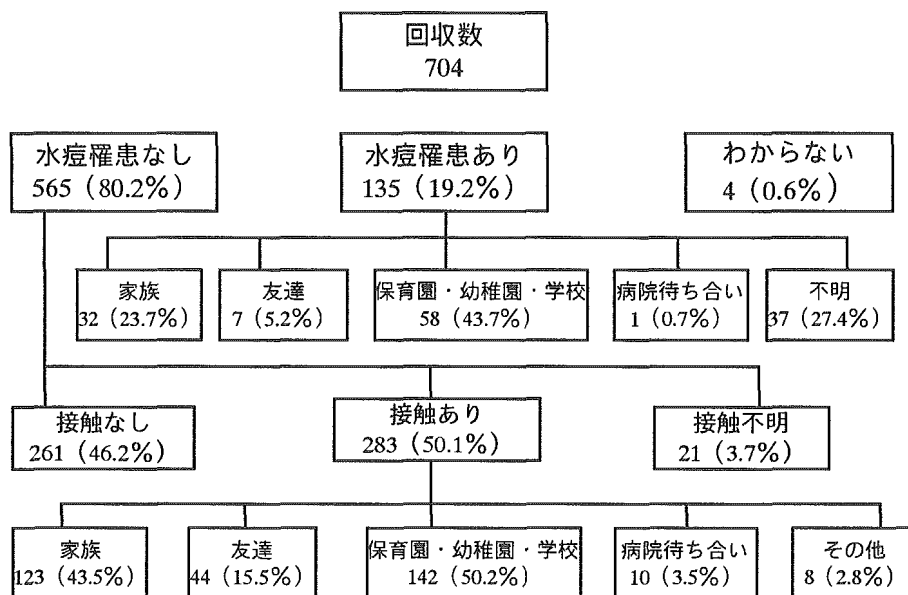 回収数
704
水痘罹患なし
565（80.2%）
水痘罹患あり
135（19.2%）
わからない
4（0.6%）
家族
32（23.7%）
友達
7（5.2%）
保育園・幼稚園・学校
58（43.7%）
病院待ち合い
1（0.7%）
不明
37（27.4%）
接触なし
261（46.2%）
接触あり
283（50.1%）
接触不明
21（3.7%）
家族
123（43.5%）
友達
44（15.5%）
保育園・幼稚園・学校
142（50.2%）
病院待ち合い
10（3.5%）
その他
8（2.8%）